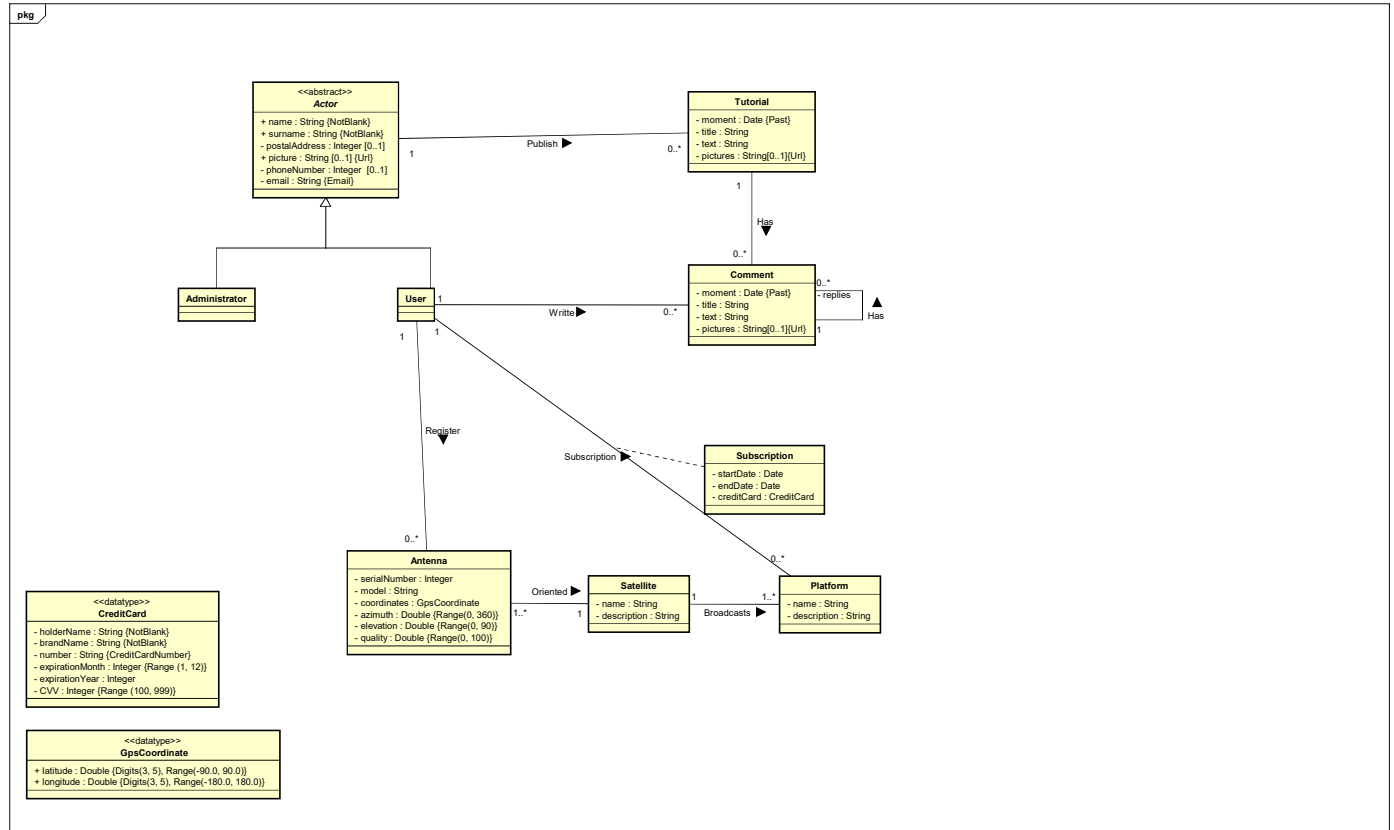 pkg
<<abstract>>
Actor
+ name : String {NotBlank}
+ surname : String {NotBlank}
- postalAddress : Integer [0..1]
+ picture : String [0..1] {Url}
- phoneNumber : Integer  [0..1]
- email : String {Email}
1
Publish
0..*
Tutorial
- moment : Date {Past}
- title : String
- text : String
- pictures : String[0..1]{Url}
1
Has
0..*
Administrator
User
1
Writte
0..*
Comment
- moment : Date {Past}
- title : String
- text : String
- pictures : String[0..1]{Url}
0..*
- replies
Has
1
1
1
Register
0..*
Subscription
Subscription
- startDate : Date
- endDate : Date
- creditCard : CreditCard
0..*
Antenna
- serialNumber : Integer
- model : String
- coordinates : GpsCoordinate
- azimuth : Double {Range(0, 360)}
- elevation : Double {Range(0, 90)}
- quality : Double {Range(0, 100)}
Oriented
1..*
1
Satellite
- name : String
- description : String
1
Broadcasts
1..*
Platform
- name : String
- description : String
<<datatype>>
CreditCard
- holderName : String {NotBlank}
- brandName : String {NotBlank}
- number : String {CreditCardNumber}
- expirationMonth : Integer {Range (1, 12)}
- expirationYear : Integer
- CVV : Integer {Range (100, 999)}
<<datatype>>
GpsCoordinate
+ latitude : Double {Digits(3, 5), Range(-90.0, 90.0)}
+ longitude : Double {Digits(3, 5), Range(-180.0, 180.0)}